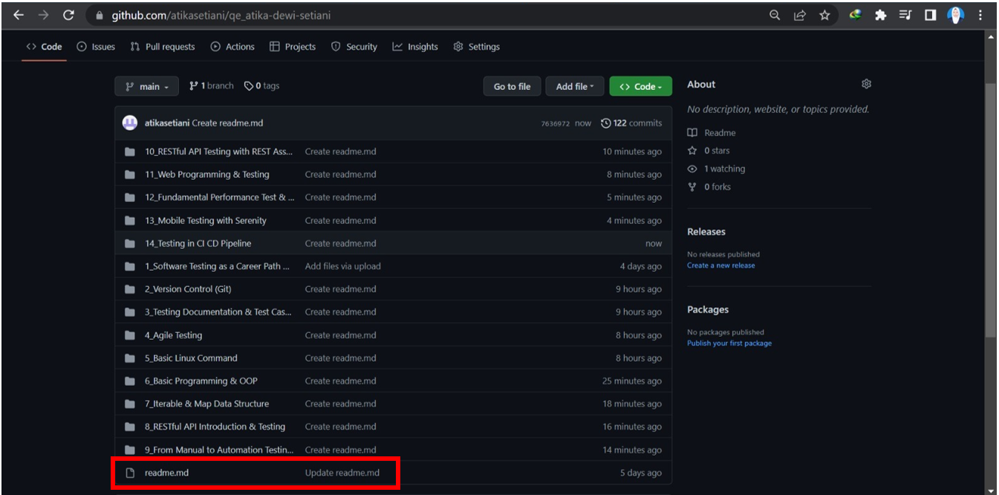 github.com/atikasetiani/qe_atika-dewi-setiani
Code Issues Pull requests Actions Projects Security Insights Settings
main 1 branch 0 tags Go to file Add file Code
atikasetiani Create readme.md 7636972 now 122 commits
10_RESTful API Testing with REST Ass... Create readme.md 10 minutes ago
11_Web Programming & Testing Create readme.md 8 minutes ago
12_Fundamental Performance Test & ... Create readme.md 5 minutes ago
13_Mobile Testing with Serenity Create readme.md 4 minutes ago
14_Testing in CI CD Pipeline Create readme.md now
1_Software Testing as a Career Path ... Add files via upload 4 days ago
2_Version Control (Git) Create readme.md 9 hours ago
3_Testing Documentation & Test Cas... Create readme.md 9 hours ago
4_Agile Testing Create readme.md 8 hours ago
5_Basic Linux Command Create readme.md 8 hours ago
6_Basic Programming & OOP Create readme.md 25 minutes ago
7_Iterable & Map Data Structure Create readme.md 18 minutes ago
8_RESTful API Introduction & Testing Create readme.md 16 minutes ago
9_From Manual to Automation Testin... Create readme.md 14 minutes ago
readme.md Update readme.md 5 days ago
About
No description, website, or topics provided.
Readme
0 stars
1 watching
0 forks
Releases
No releases published
Create a new release
Packages
No packages published
Publish your first package